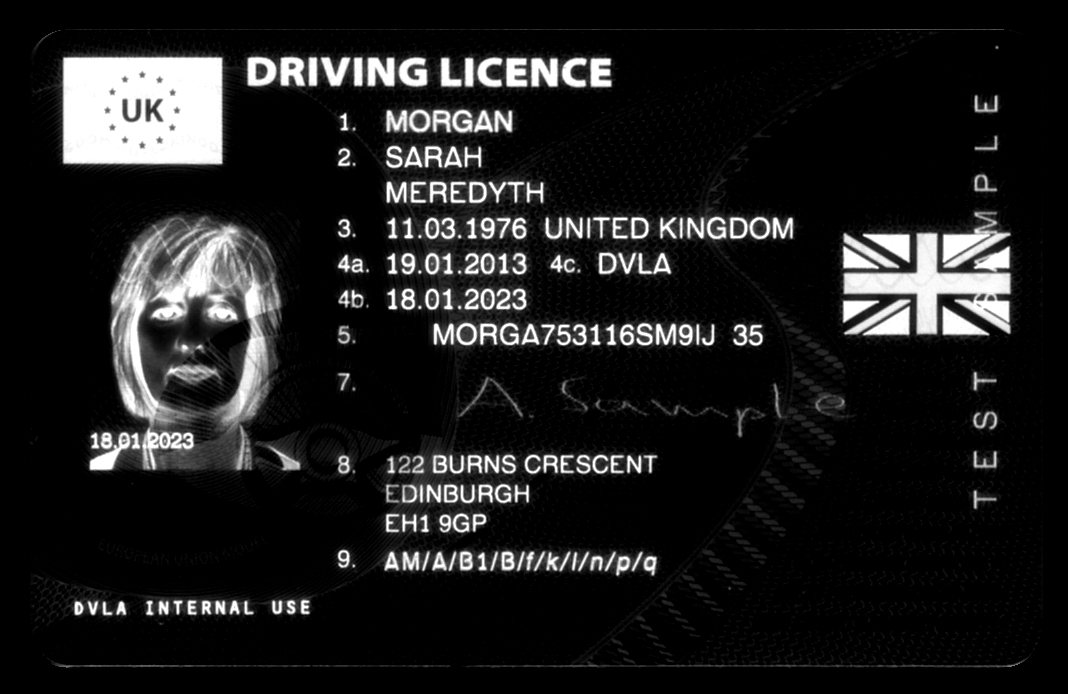 DRIVING LICENCE
UK
1. MORGAN
2. SARAH
MEREDYTH
3. 11.03.1976 UNITED KINGDOM
4a. 19.01.2013 4c. DVLA
4b. 18.01.2023
5. MORGA753116SM9IJ 35
7. A. Sample
18.01.2023
8. 122 BURNS CRESCENT
EDINBURGH
EH1 9GP
9. AM/A/B1/B/f/k/l/n/p/q
DVLA INTERNAL USE
TEST SAMPLE